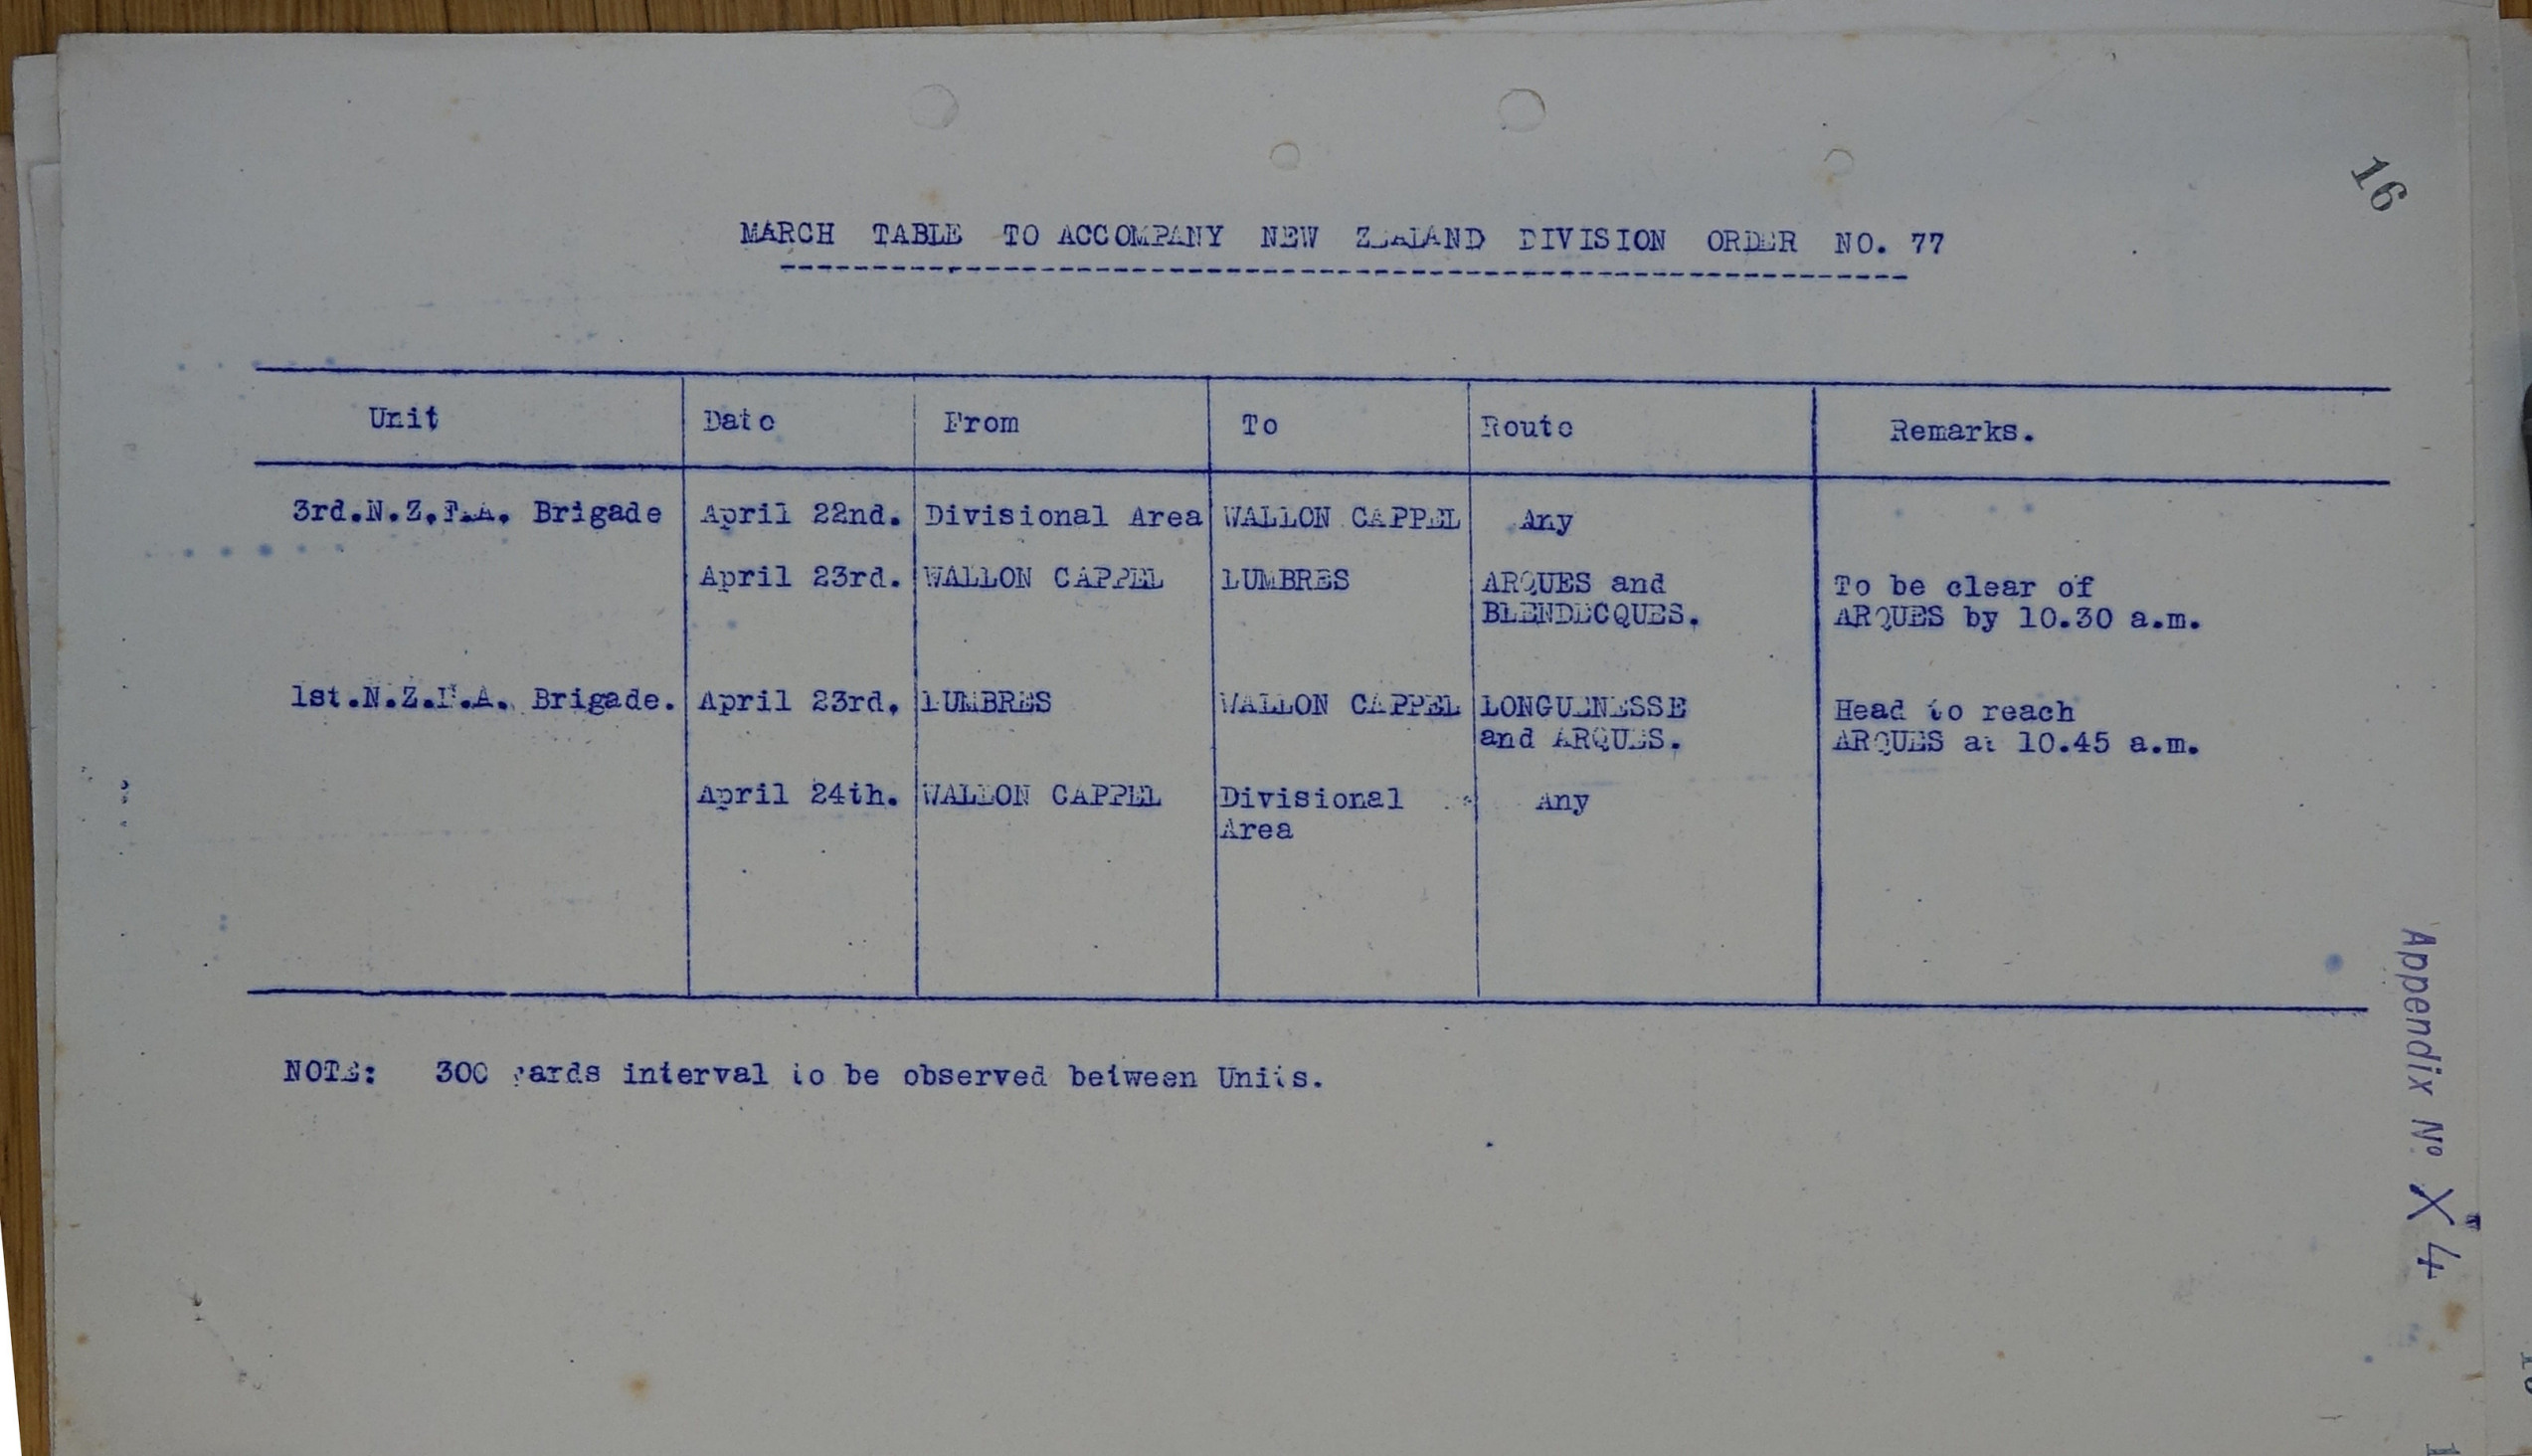 16
MARCH TABLE TO ACCOMPANY NEW ZEALAND DIVISION ORDER NO. 77
Unit Date From To Route Remarks.
3rd.N.Z.F.A. Brigade April 22nd. Divisional Area WALLON CAPPEL Any
April 23rd. WALLON CAPPEL LUMBRES ARQUES and To be clear of
BLENDECQUES. ARQUES by 10.30 a.m.
1st.N.Z.F.A. Brigade. April 23rd. LUMBRES WALLON CAPPEL LONGUENESSE Head to reach
and ARQUES. ARQUES at 10.45 a.m.
April 24th. WALLON CAPPEL Divisional Any
Area
NOTE: 300 yards interval to be observed between Units.
Appendix No X 4